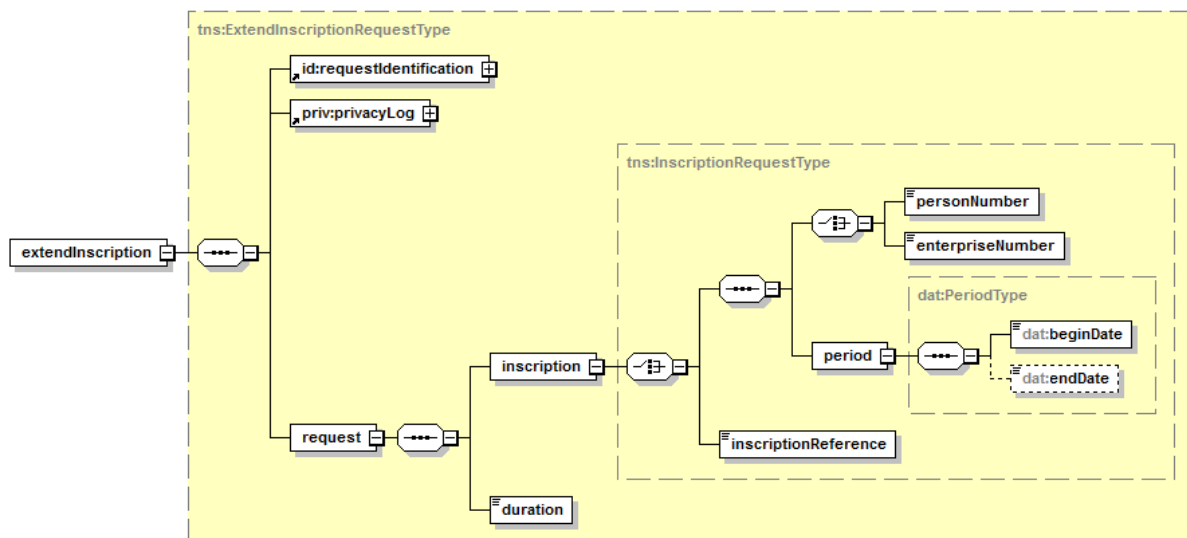 tns:ExtendInscriptionRequestType
id:requestIdentification
priv:privacyLog
tns:InscriptionRequestType
personNumber
extendInscription
enterpriseNumber
dat:PeriodType
dat:beginDate
period
inscription
dat:endDate
request
inscriptionReference
duration